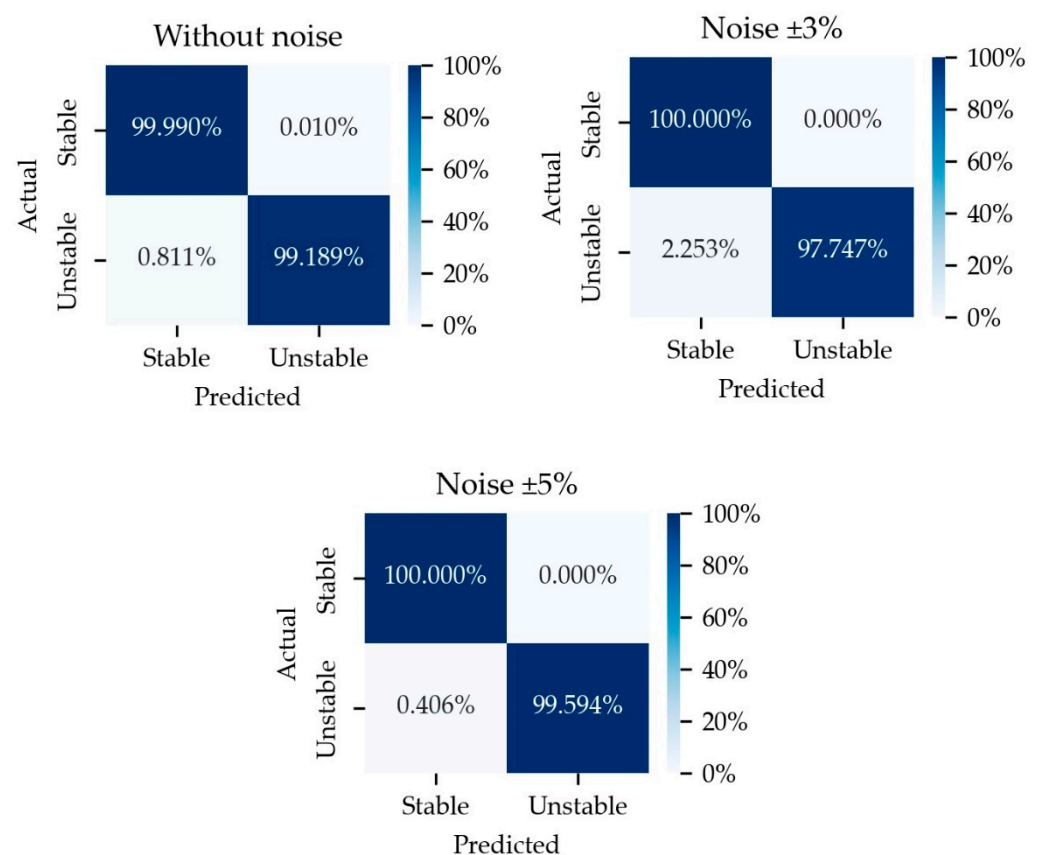 Without noise
Actual
Stable
Unstable
99.990%
0.010%
0.811%
99.189%
Stable
Unstable
Predicted
100%
80%
60%
40%
20%
0%
Noise ±3%
Actual
Stable
Unstable
100.000%
0.000%
2.253%
97.747%
Stable
Unstable
Predicted
100%
80%
60%
40%
20%
0%
Noise ±5%
Actual
Stable
Unstable
100.000%
0.000%
0.406%
99.594%
Stable
Unstable
Predicted
100%
80%
60%
40%
20%
0%